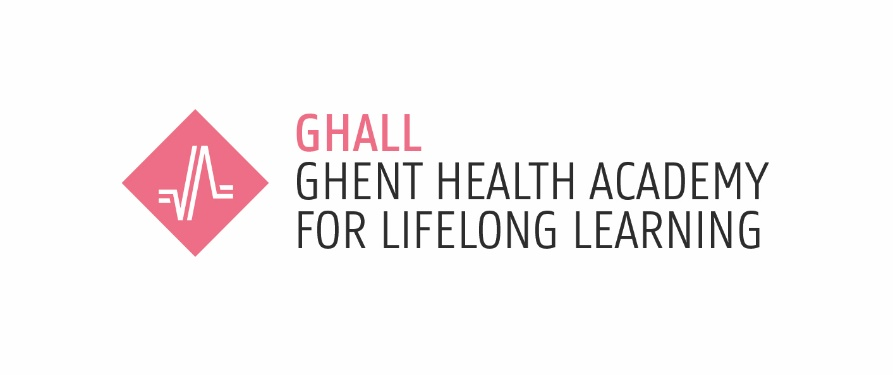 GHALL
GHENT HEALTH ACADEMY
FOR LIFELONG LEARNING